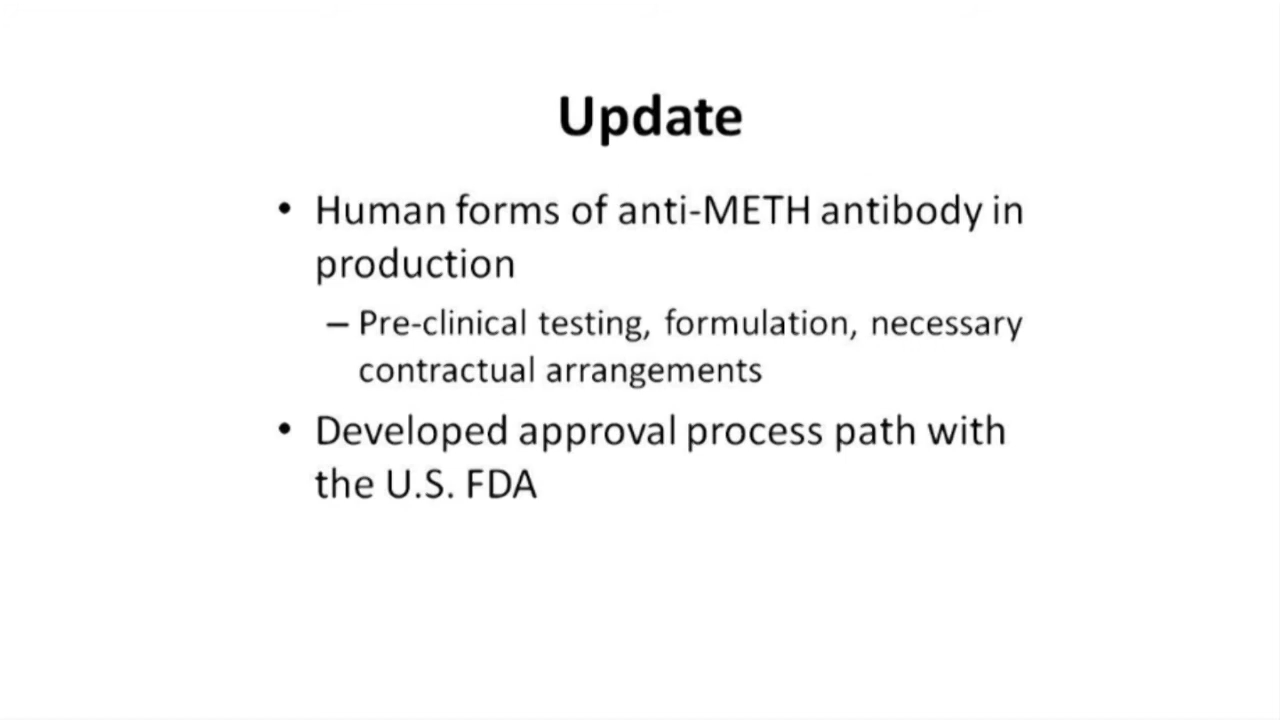 Update
• Human forms of anti-METH antibody in
production
– Pre-clinical testing, formulation, necessary
contractual arrangements
• Developed approval process path with
the U.S. FDA